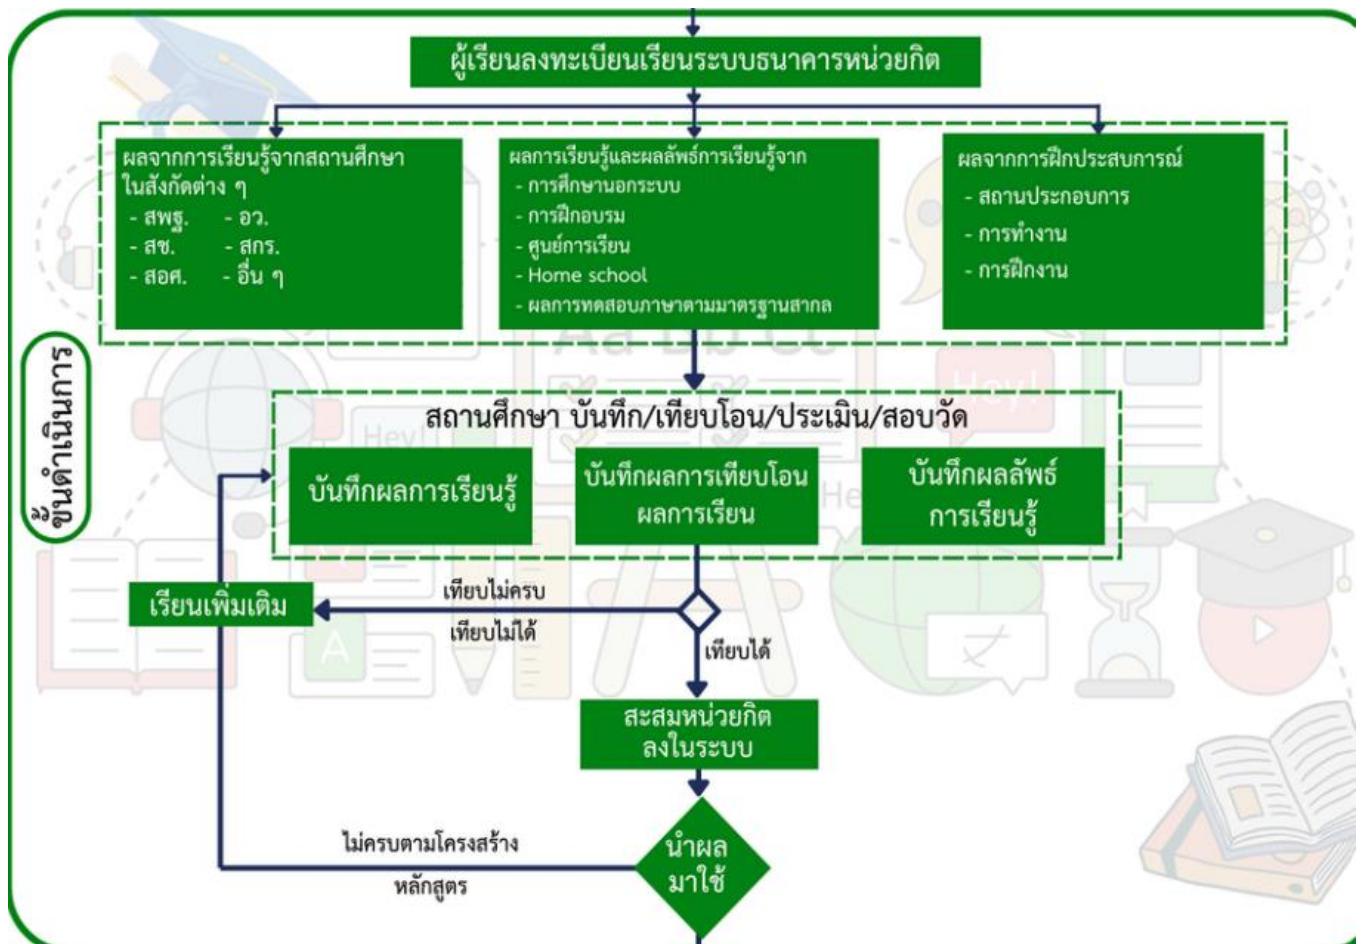 ผู้เรียนลงทะเบียนเรียนระบบธนาคารหน่วยกิต
ผลจากการเรียนรู้จากสถานศึกษา
ในสังกัดต่าง ๆ
- สพฐ. - อว.
- สช. - สกร.
- สอศ. - อื่น ๆ
ผลการเรียนรู้และผลลัพธ์การเรียนรู้จาก
- การศึกษานอกระบบ
- การฝึกอบรม
- ศูนย์การเรียน
- Home school
- ผลการทดสอบภาษาตามมาตรฐานสากล
ผลจากการฝึกประสบการณ์
- สถานประกอบการ
- การทำงาน
- การฝึกงาน
ขั้นดำเนินการ
Aa Bb Cc
Hey!
Hey!
สถานศึกษา บันทึก/เทียบโอน/ประเมิน/สอบวัด
บันทึกผลการเรียนรู้
บันทึกผลการเทียบโอน
ผลการเรียน
บันทึกผลลัพธ์
การเรียนรู้
He
A
เรียนเพิ่มเติม
เทียบไม่ครบ
เทียบไม่ได้
เทียบได้
สะสมหน่วยกิต
ลงในระบบ
ไม่ครบตามโครงสร้าง
หลักสูตร
นำผล
มาใช้